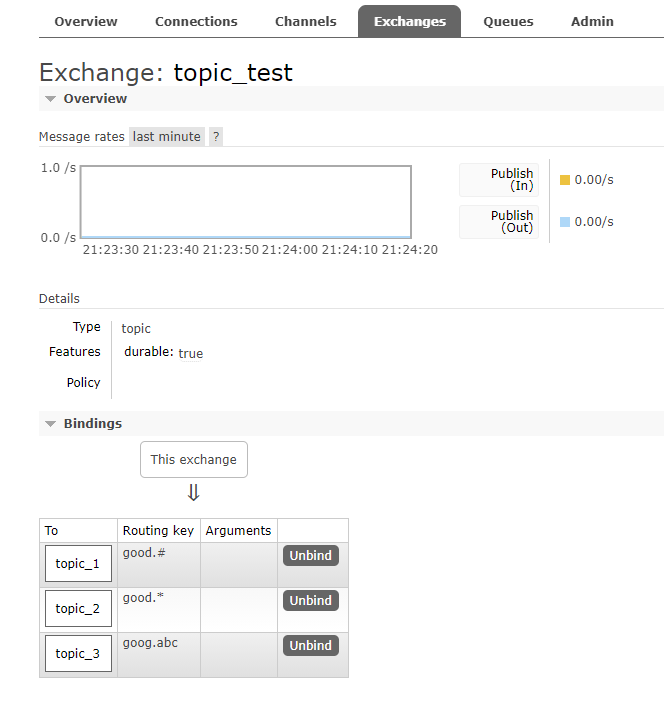 Overview Connections Channels Exchanges Queues Admin
Exchange: topic_test
Overview
Message rates last minute ?
1.0 /s
0.0 /s
21:23:30 21:23:40 21:23:50 21:24:00 21:24:10 21:24:20
Publish
(In)
0.00/s
Publish
(Out)
0.00/s
Details
Type topic
Features durable: true
Policy
Bindings
This exchange
⇓
To Routing key Arguments
topic_1 good.# Unbind
topic_2 good.* Unbind
topic_3 goog.abc Unbind